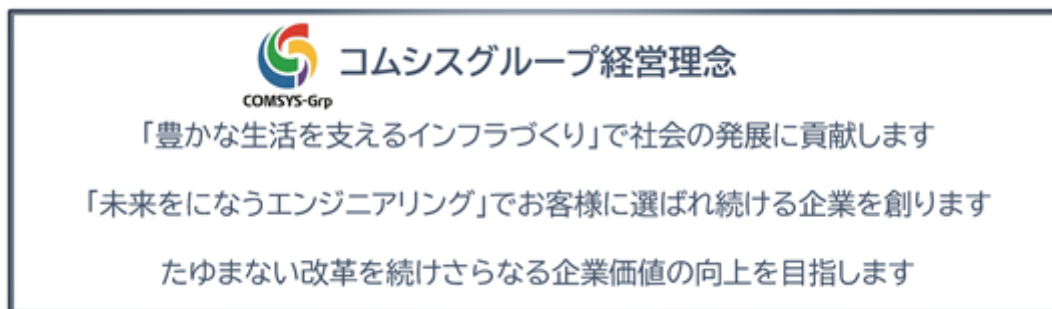 コムシスグループ経営理念
COMSYS-Grp
「豊かな生活を支えるインフラづくり」で社会の発展に貢献します
「未来をになうエンジニアリング」でお客様に選ばれ続ける企業を創ります
たゆまない改革を続けさらなる企業価値の向上を目指します